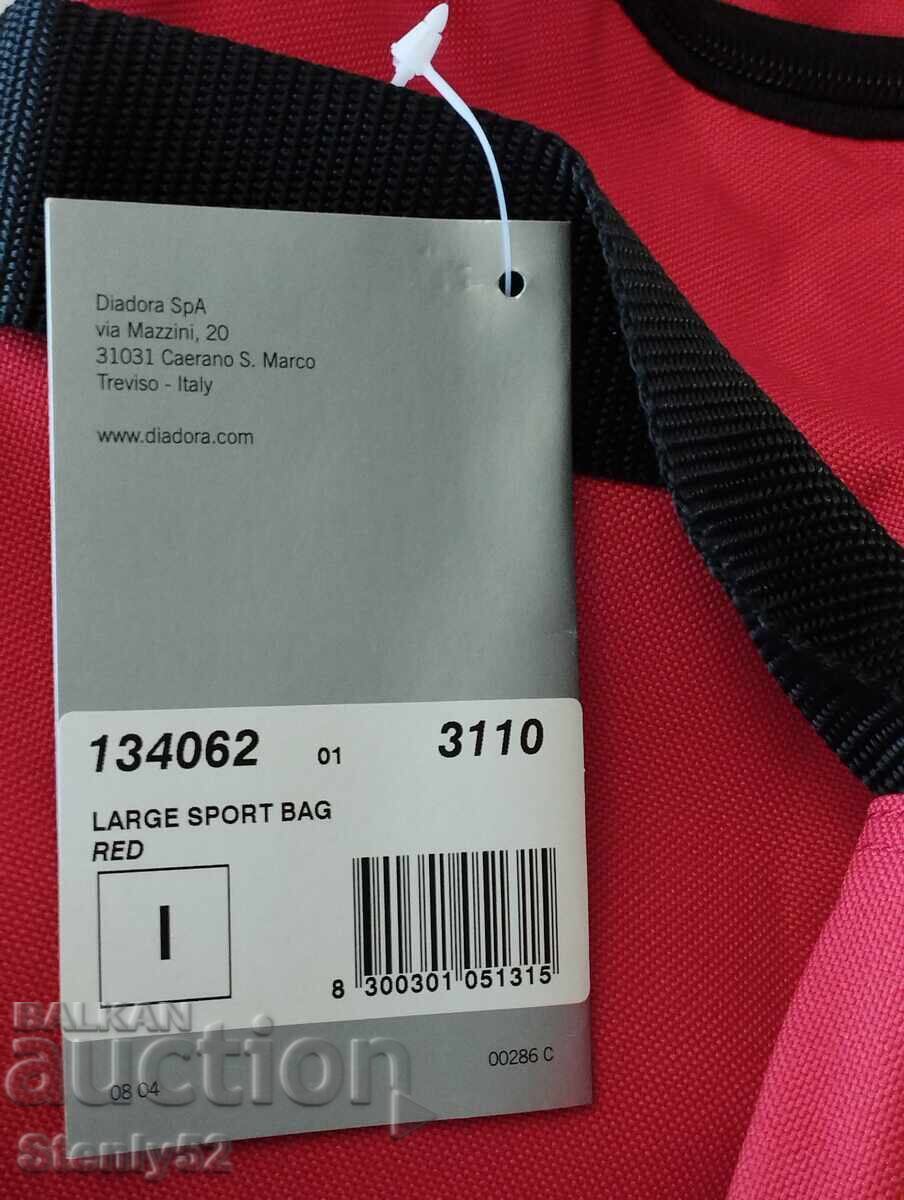 Diadora SpA
via Mazzini, 20
31031 Caerano S. Marco
Treviso - Italy
www.diadora.com
134062 01 3110
LARGE SPORT BAG
RED
I
8 300301 051315
00286 C
08 04
BALKAN
auction
Stenly52